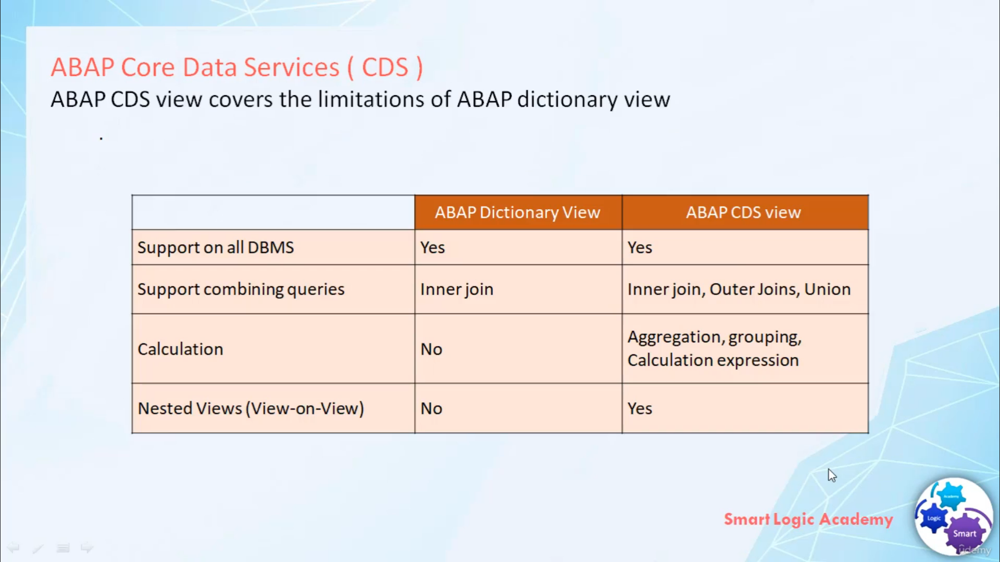 ABAP Core Data Services ( CDS )
ABAP CDS view covers the limitations of ABAP dictionary view
.
ABAP Dictionary View
ABAP CDS view
Support on all DBMS
Yes
Yes
Support combining queries
Inner join
Inner join, Outer Joins, Union
Calculation
No
Aggregation, grouping,
Calculation expression
Nested Views (View-on-View)
No
Yes
Smart Logic Academy
Academy
Logic
Smart
udemy